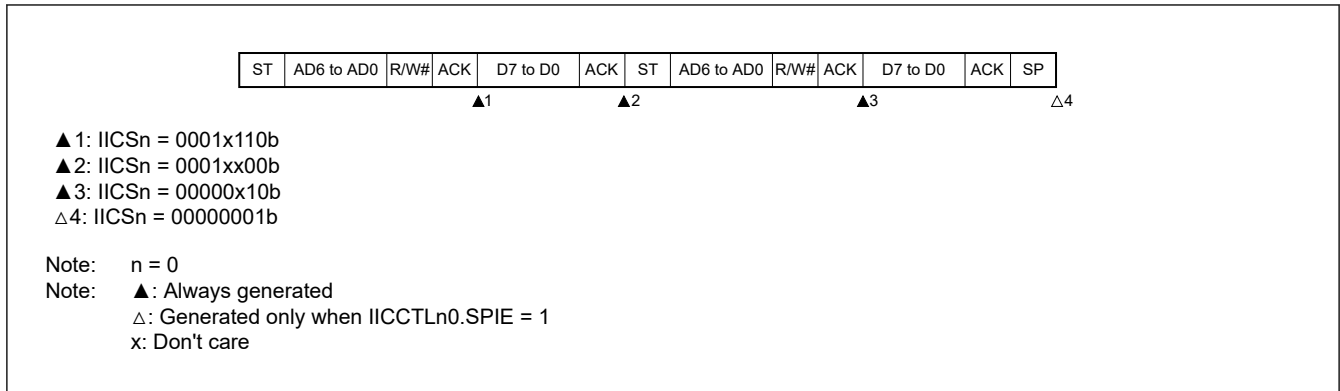 ST AD6 to AD0 R/W# ACK D7 to D0 ACK ST AD6 to AD0 R/W# ACK D7 to D0 ACK SP
▲1 ▲2 ▲3 △4
▲1: IICSn = 0001x110b
▲2: IICSn = 0001xx00b
▲3: IICSn = 00000x10b
△4: IICSn = 00000001b
Note: n = 0
Note: ▲: Always generated
△: Generated only when IICCTLn0.SPIE = 1
x: Don't care